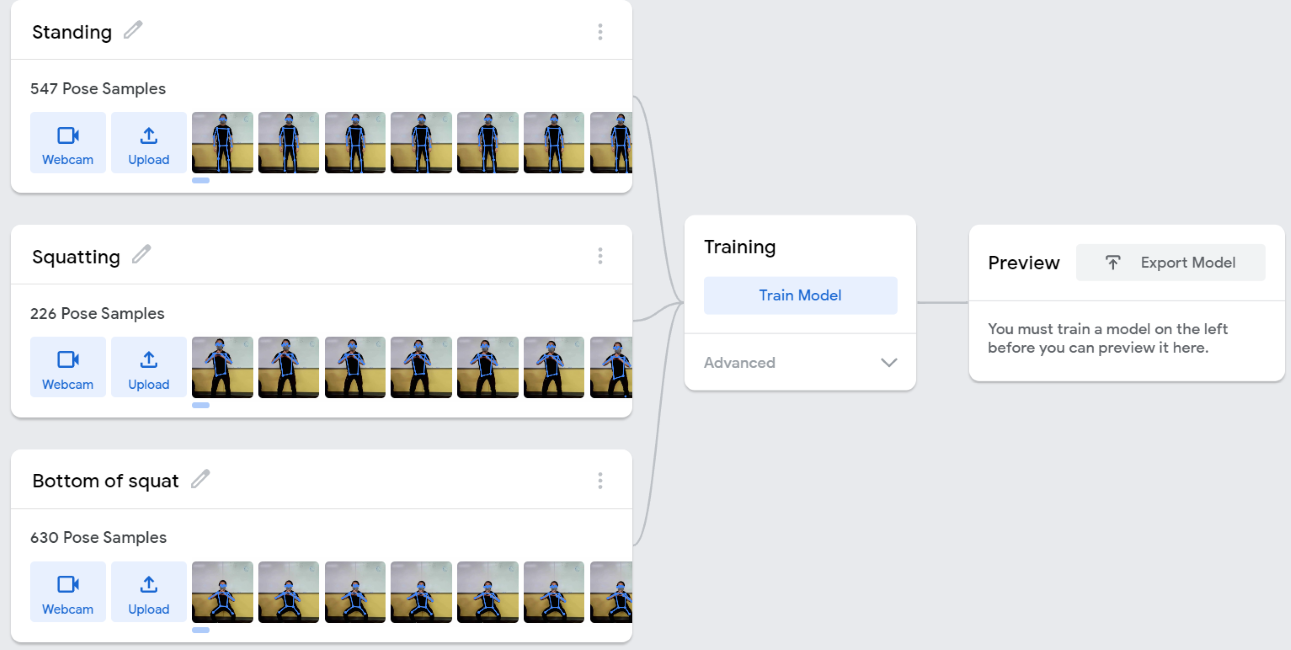 Standing
547 Pose Samples
Webcam
Upload
Squatting
226 Pose Samples
Webcam
Upload
Bottom of squat
630 Pose Samples
Webcam
Upload
Training
Train Model
Advanced
Preview
Export Model
You must train a model on the left
before you can preview it here.